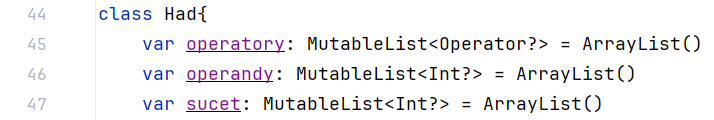 44 class Had{
45 var operatory: MutableList<Operator?> = ArrayList()
46 var operandy: MutableList<Int?> = ArrayList()
47 var sucet: MutableList<Int?> = ArrayList()